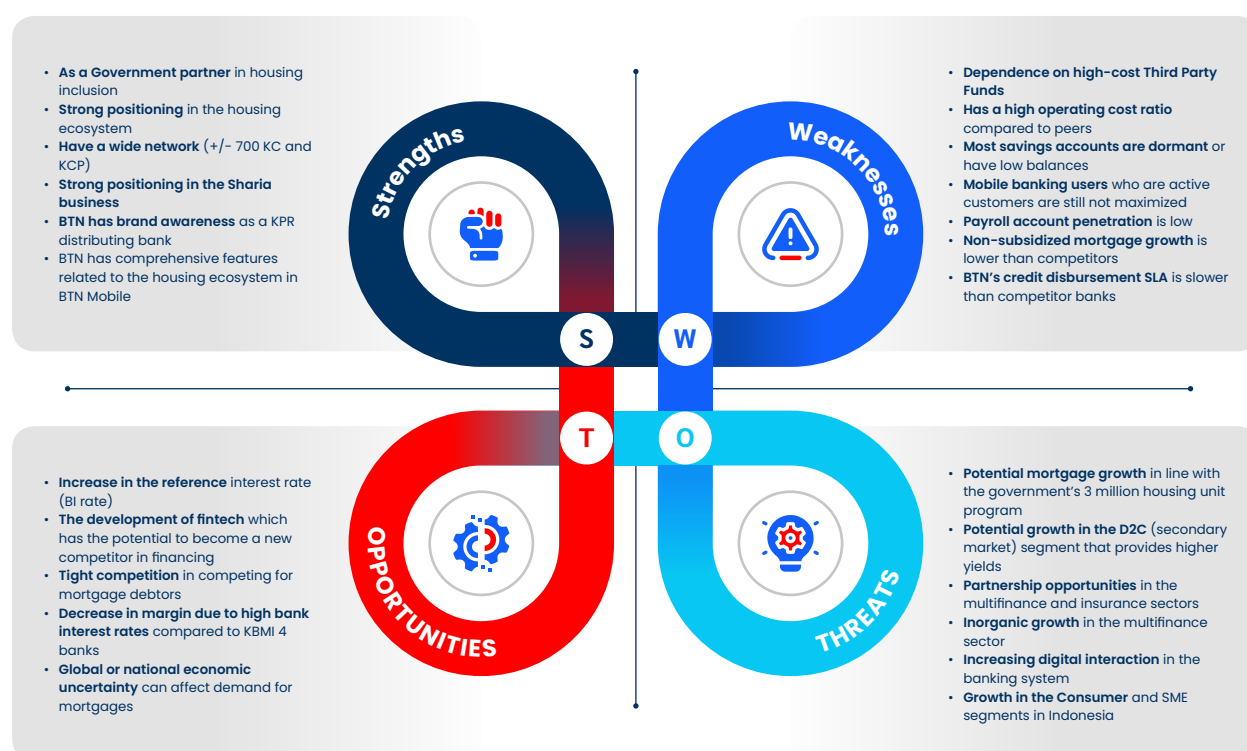 • As a Government partner in housing
inclusion
• Strong positioning in the housing
ecosystem
• Have a wide network (+/- 700 KC and
KCP)
• Strong positioning in the Sharia
business
• BTN has brand awareness as a KPR
distributing bank
• BTN has comprehensive features
related to the housing ecosystem in
BTN Mobile
Strengths
Weaknesses
• Dependence on high-cost Third Party
Funds
• Has a high operating cost ratio
compared to peers
• Most savings accounts are dormant or
have low balances
• Mobile banking users who are active
customers are still not maximized
• Payroll account penetration is low
• Non-subsidized mortgage growth is
lower than competitors
• BTN's credit disbursement SLA is slower
than competitor banks
S
W
T
O
• Increase in the reference interest rate
(BI rate)
• The development of fintech which
has the potential to become a new
competitor in financing
• Tight competition in competing for
mortgage debtors
• Decrease in margin due to high bank
interest rates compared to KBMI 4
banks
• Global or national economic
uncertainty can affect demand for
mortgages
OPPORTUNITIES
THREATS
• Potential mortgage growth in line with
the government's 3 million housing unit
program
• Potential growth in the D2C (secondary
market) segment that provides higher
yields
• Partnership opportunities in the
multifinance and insurance sectors
• Inorganic growth in the multifinance
sector
• Increasing digital interaction in the
banking system
• Growth in the Consumer and SME
segments in Indonesia